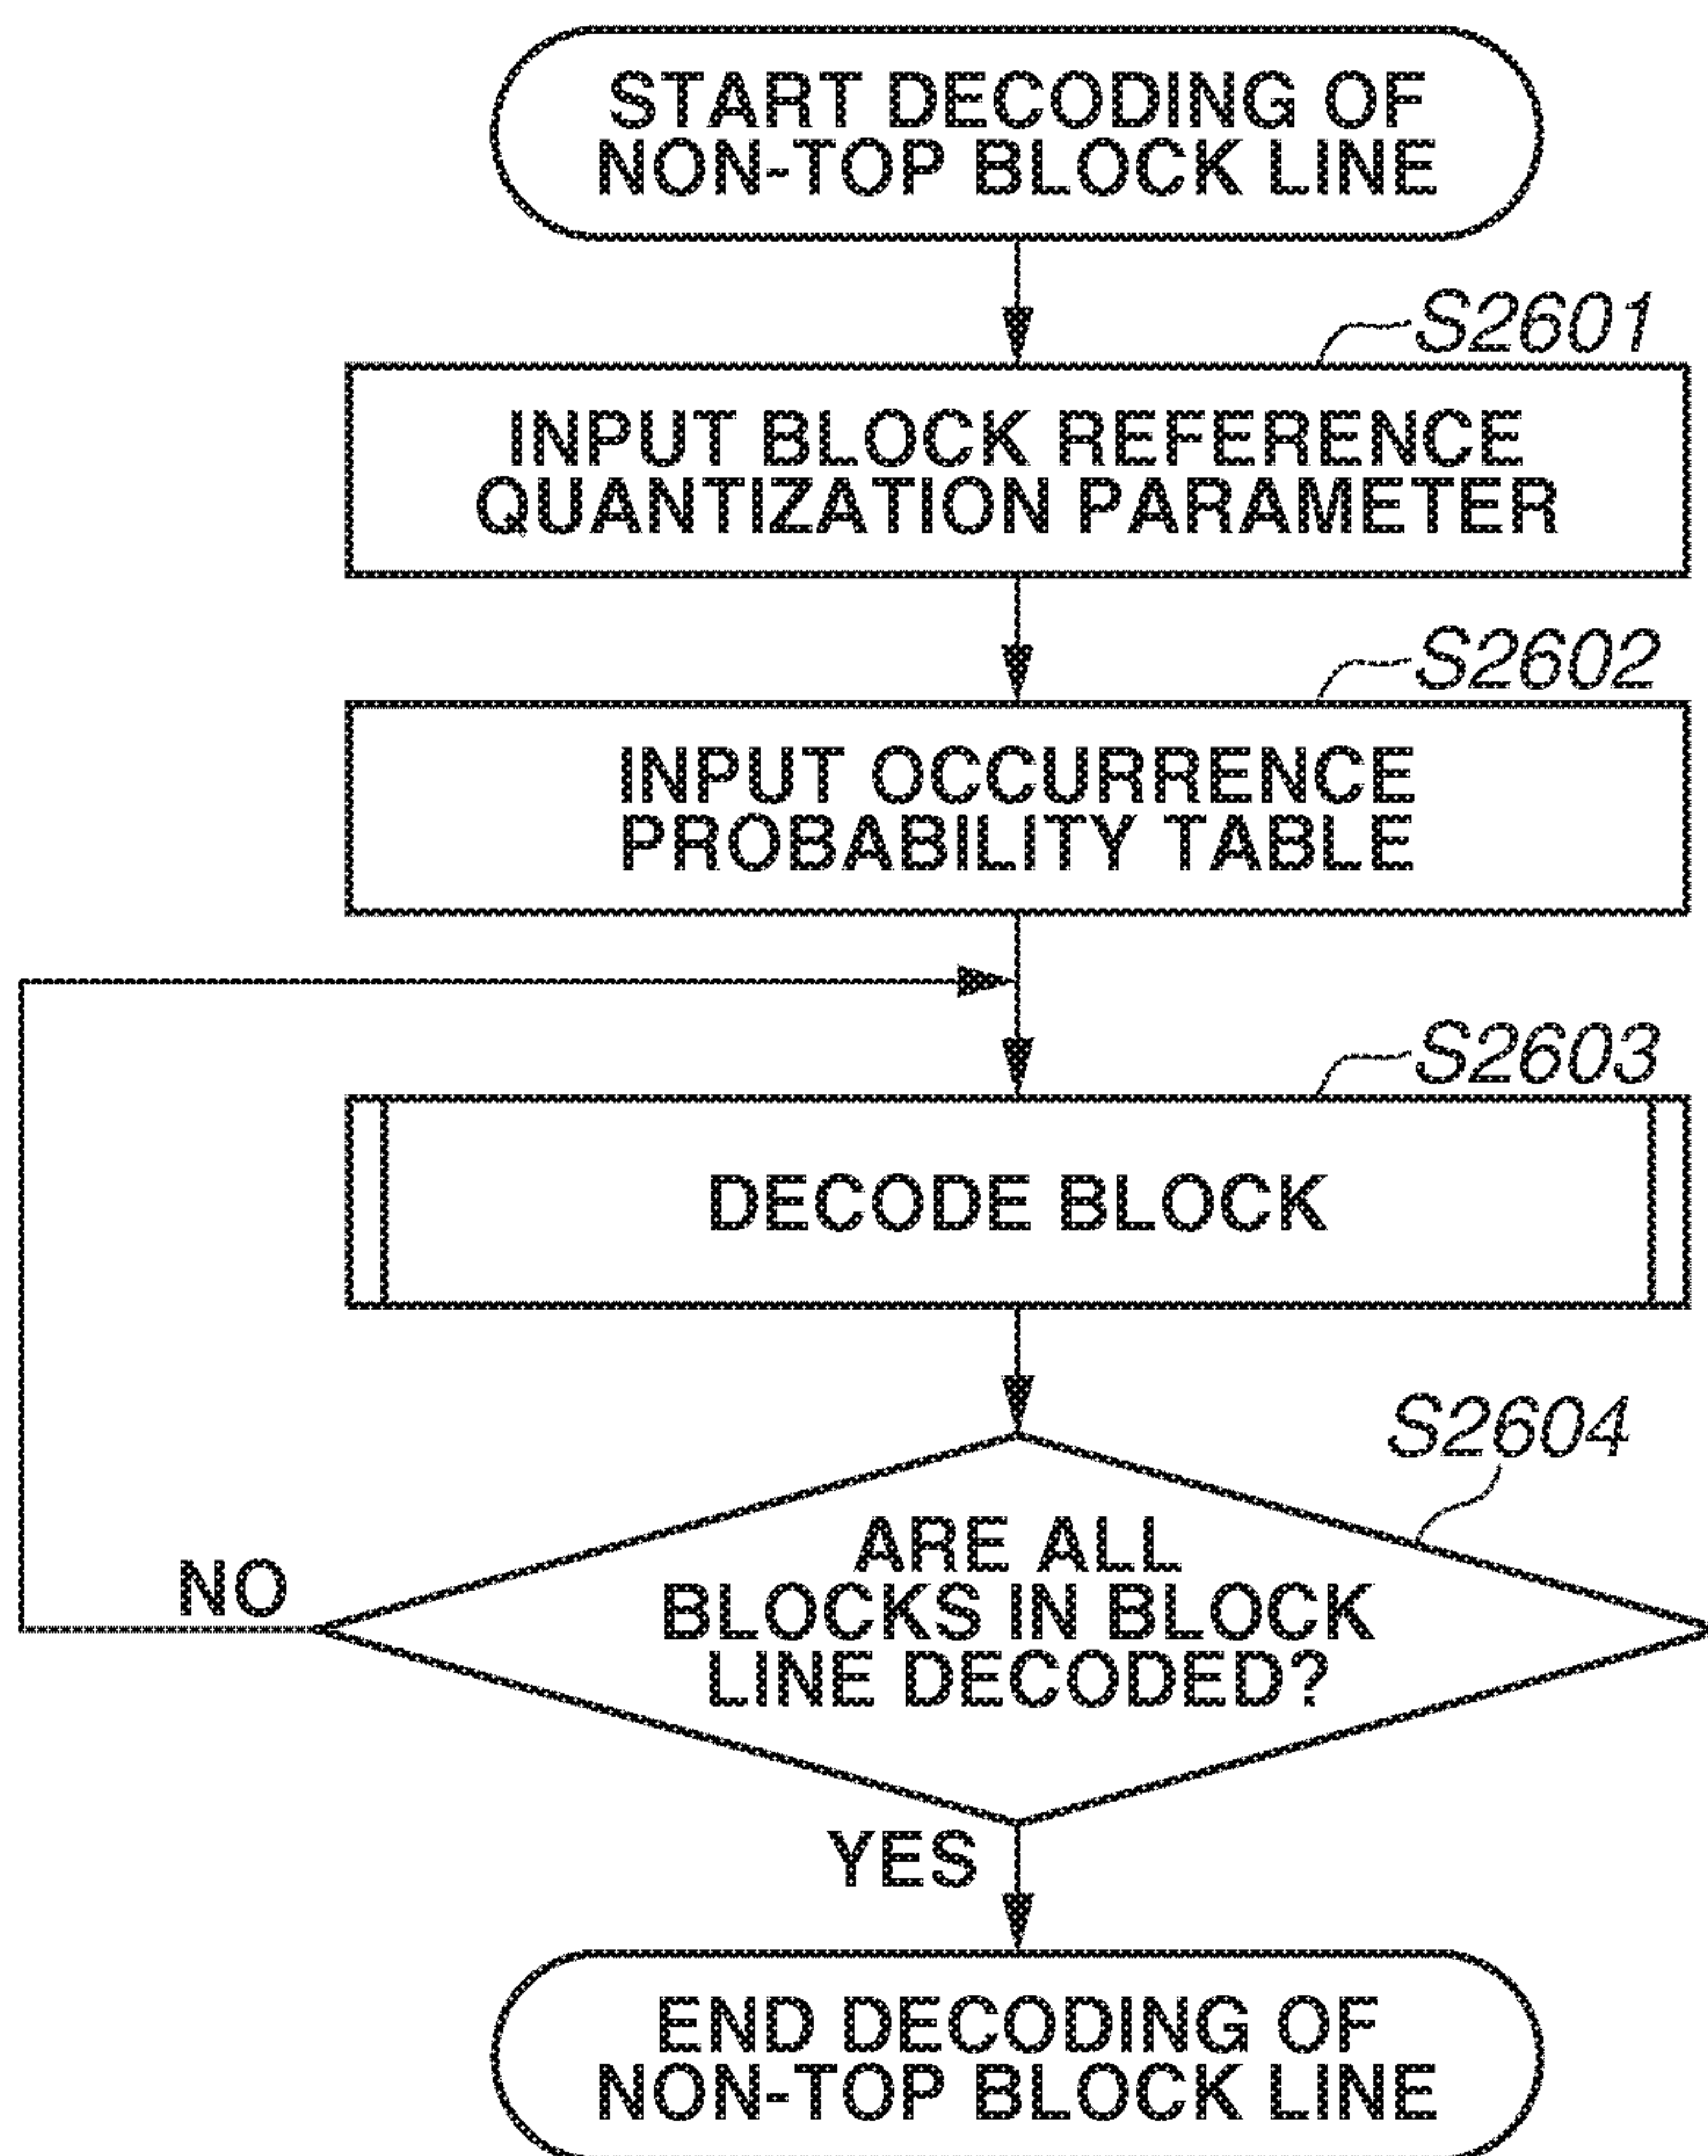 START DECODING OF
NON-TOP BLOCK LINE
S2601
INPUT BLOCK REFERENCE
QUANTIZATION PARAMETER
S2602
INPUT OCCURRENCE
PROBABILITY TABLE
S2603
DECODE BLOCK
S2604
ARE ALL
BLOCKS IN BLOCK
LINE DECODED?
NO
YES
END DECODING OF
NON-TOP BLOCK LINE